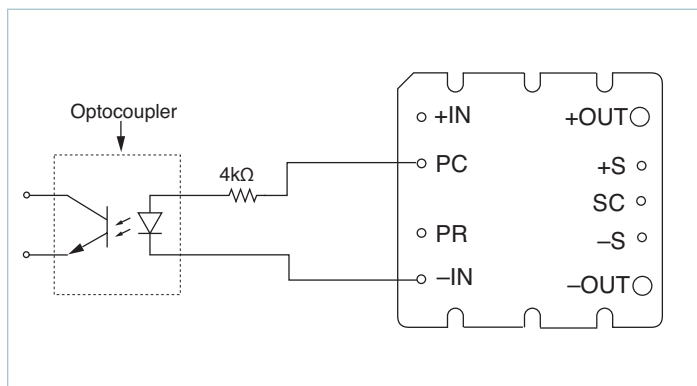 Optocoupler
4kΩ
+IN
PC
PR
–IN
+OUT
+S
SC
–S
–OUT